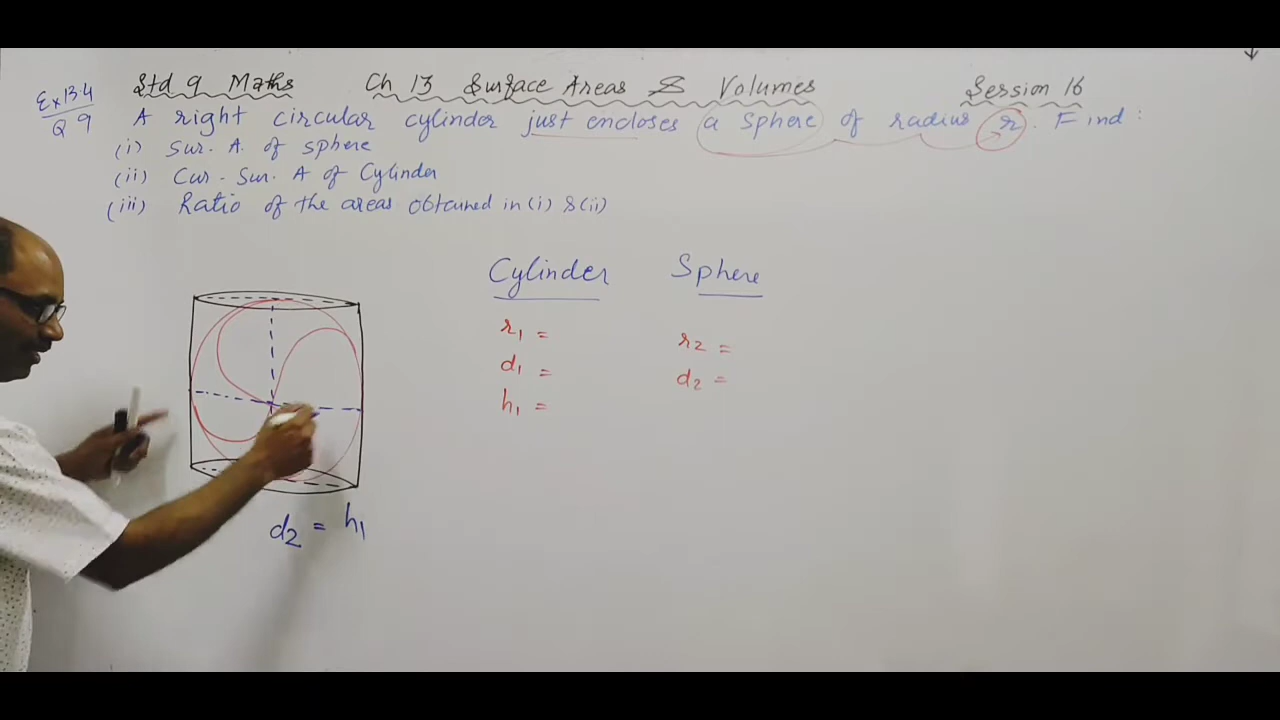 Std 9 Maths Ch 13 Surface Areas & Volumes Session 16
Ex 13.4
Q 9
A right circular cylinder just encloses a sphere of radius r. Find :
(i) Sur. A. of sphere
(ii) Cur. Sur. A of Cylinder
(iii) Ratio of the areas obtained in (i) & (ii)
Cylinder Sphere
r₁ = r₂ =
d₁ = d₂ =
h₁ =
d₂ = h₁